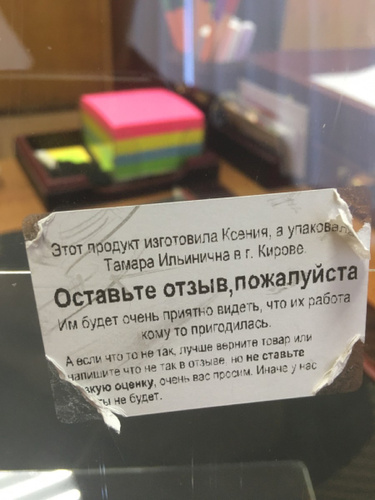 Этот продукт изготовила Ксения, а упаковала
Тамара Ильинична в г. Кирове.
Оставьте отзыв,пожалуйста
Им будет очень приятно видеть, что их работа
кому то пригодилась.
А если что то не так, лучше верните товар или
напишите что не так в отзыве, но не ставьте
оценку, очень вас просим. Иначе у нас
не будет.